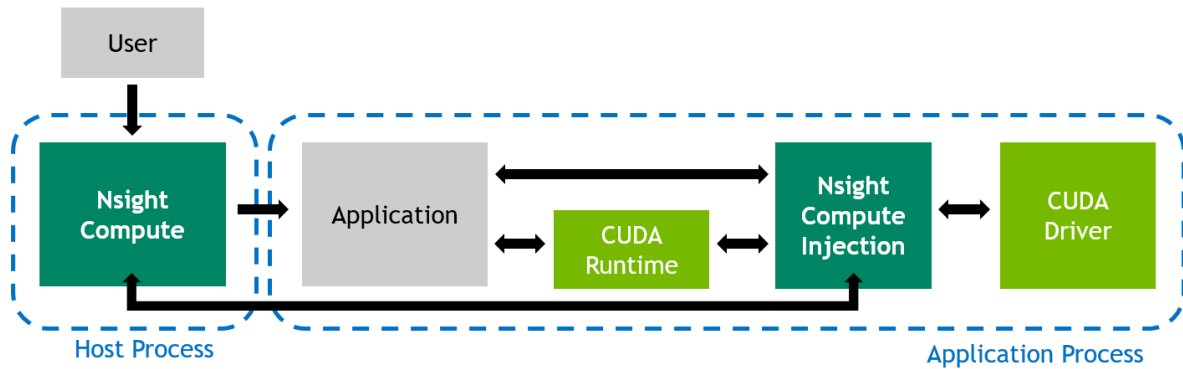 User
Nsight
Compute
Application
CUDA
Runtime
Nsight
Compute
Injection
CUDA
Driver
Host Process
Application Process